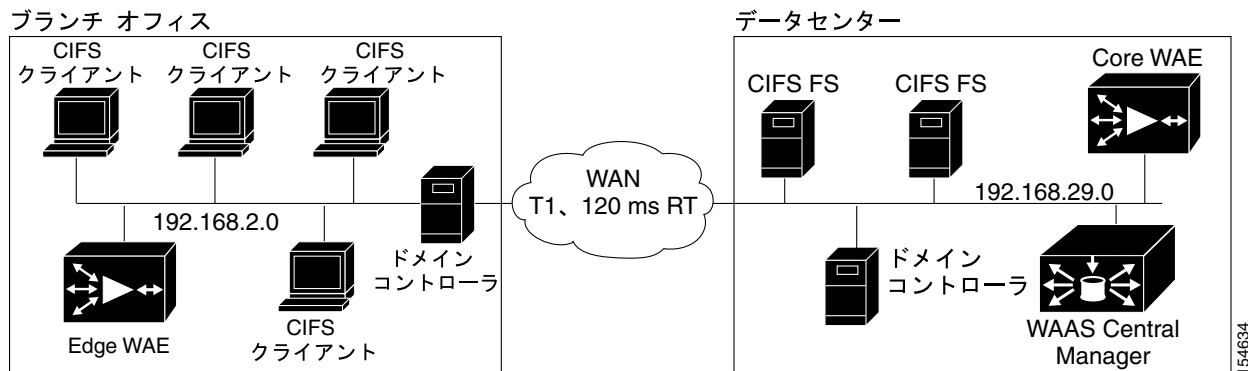 ブランチ オフィス
CIFS
クライアント
CIFS
クライアント
CIFS
クライアント
192.168.2.0
Edge WAE
CIFS
クライアント
ドメイン
コントローラ
WAN
T1、120 ms RT
データセンター
CIFS FS
CIFS FS
Core WAE
192.168.29.0
ドメイン
コントローラ
WAAS Central
Manager
154634